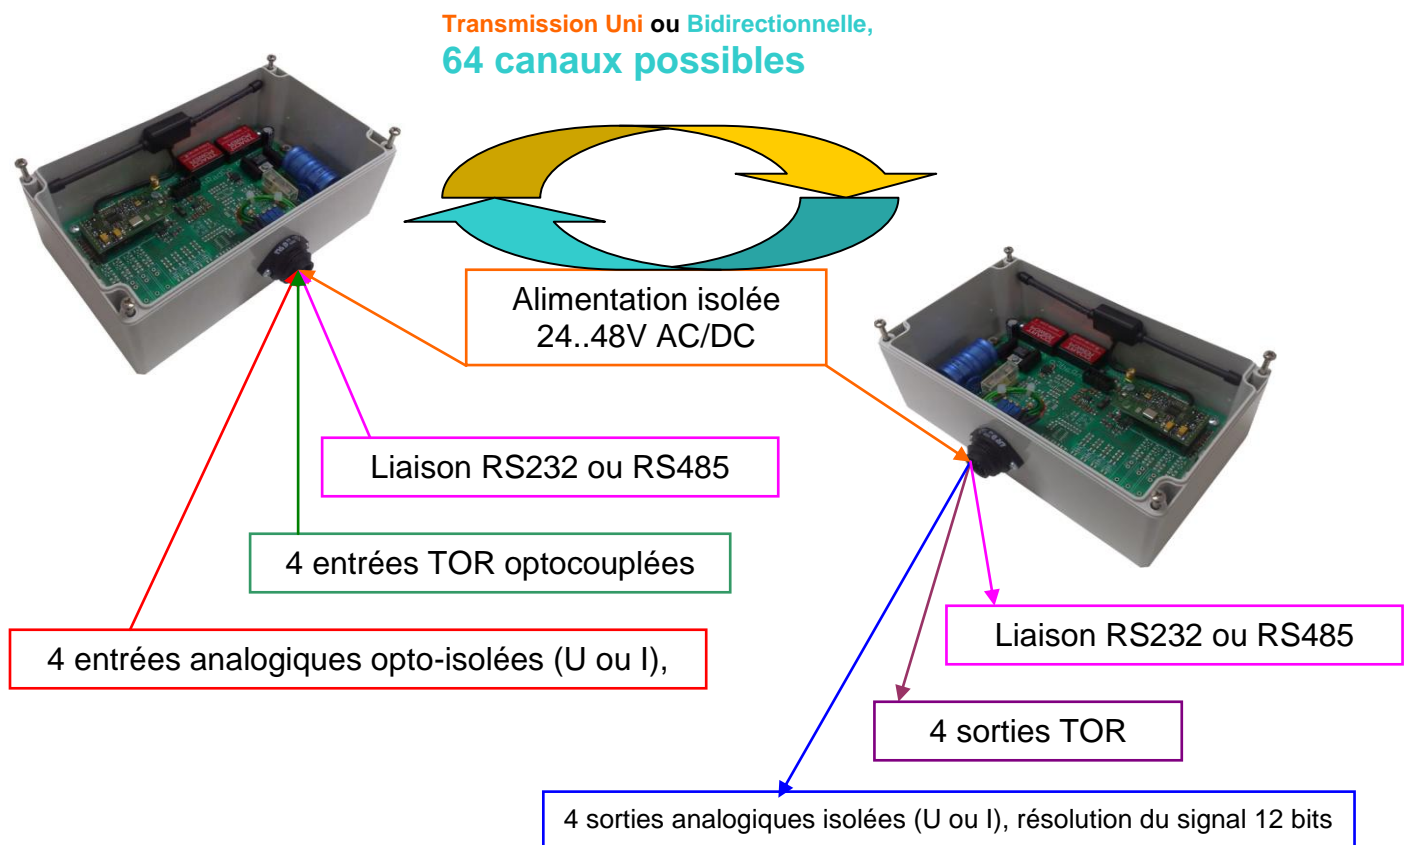 Transmission Uni ou Bidirectionnelle,
64 canaux possibles
Alimentation isolée
24..48V AC/DC
Liaison RS232 ou RS485
4 entrées TOR optocouplées
4 entrées analogiques opto-isolées (U ou I),
Liaison RS232 ou RS485
4 sorties TOR
4 sorties analogiques isolées (U ou I), résolution du signal 12 bits